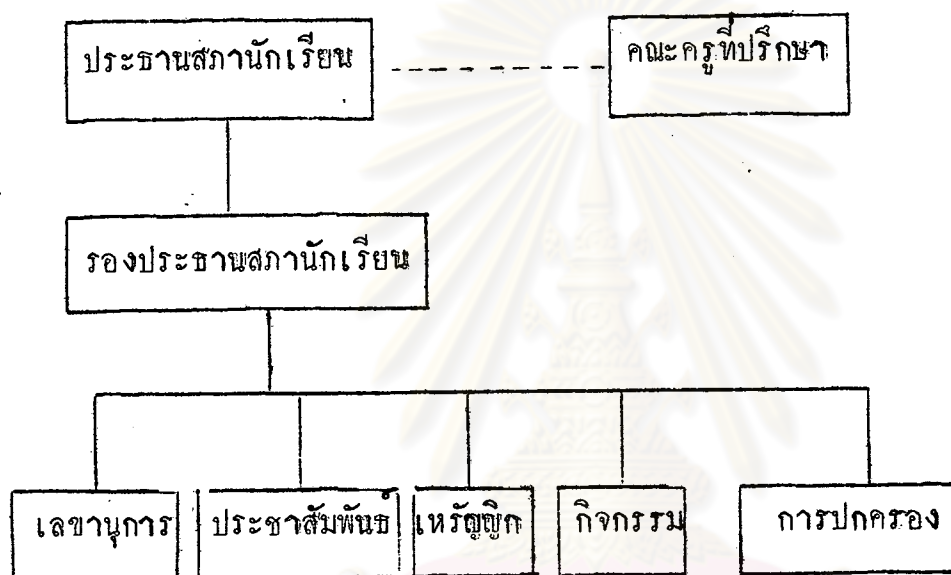 ประธานสภานักเรียน
คณะครูที่ปรึกษา
รองประธานสภานักเรียน
เลขานุการ
ประชาสัมพันธ์
เหรัญญิก
กิจกรรม
การปกครอง